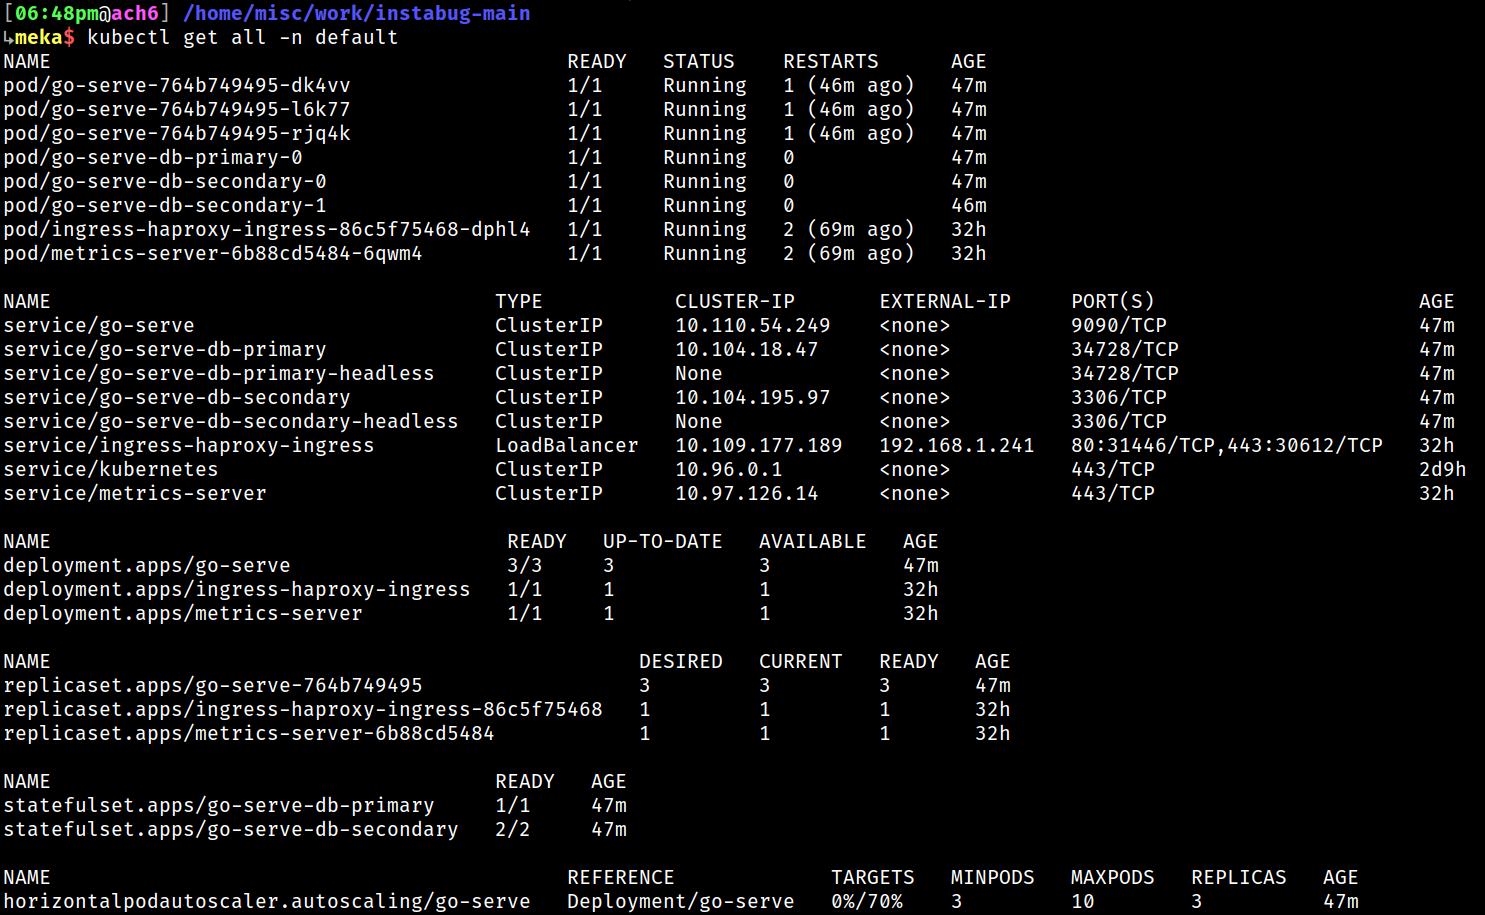 [06:48pm@ach6] /home/misc/work/instabug-main
↳meka$ kubectl get all -n default
NAME READY STATUS RESTARTS AGE
pod/go-serve-764b749495-dk4vv 1/1 Running 1 (46m ago) 47m
pod/go-serve-764b749495-l6k77 1/1 Running 1 (46m ago) 47m
pod/go-serve-764b749495-rjq4k 1/1 Running 1 (46m ago) 47m
pod/go-serve-db-primary-0 1/1 Running 0 47m
pod/go-serve-db-secondary-0 1/1 Running 0 47m
pod/go-serve-db-secondary-1 1/1 Running 0 46m
pod/ingress-haproxy-ingress-86c5f75468-dphl4 1/1 Running 2 (69m ago) 32h
pod/metrics-server-6b88cd5484-6qwm4 1/1 Running 2 (69m ago) 32h
NAME TYPE CLUSTER-IP EXTERNAL-IP PORT(S) AGE
service/go-serve ClusterIP 10.110.54.249 <none> 9090/TCP 47m
service/go-serve-db-primary ClusterIP 10.104.18.47 <none> 34728/TCP 47m
service/go-serve-db-primary-headless ClusterIP None <none> 34728/TCP 47m
service/go-serve-db-secondary ClusterIP 10.104.195.97 <none> 3306/TCP 47m
service/go-serve-db-secondary-headless ClusterIP None <none> 3306/TCP 47m
service/ingress-haproxy-ingress LoadBalancer 10.109.177.189 192.168.1.241 80:31446/TCP,443:30612/TCP 32h
service/kubernetes ClusterIP 10.96.0.1 <none> 443/TCP 2d9h
service/metrics-server ClusterIP 10.97.126.14 <none> 443/TCP 32h
NAME READY UP-TO-DATE AVAILABLE AGE
deployment.apps/go-serve 3/3 3 3 47m
deployment.apps/ingress-haproxy-ingress 1/1 1 1 32h
deployment.apps/metrics-server 1/1 1 1 32h
NAME DESIRED CURRENT READY AGE
replicaset.apps/go-serve-764b749495 3 3 3 47m
replicaset.apps/ingress-haproxy-ingress-86c5f75468 1 1 1 32h
replicaset.apps/metrics-server-6b88cd5484 1 1 1 32h
NAME READY AGE
statefulset.apps/go-serve-db-primary 1/1 47m
statefulset.apps/go-serve-db-secondary 2/2 47m
NAME REFERENCE TARGETS MINPODS MAXPODS REPLICAS AGE
horizontalpodautoscaler.autoscaling/go-serve Deployment/go-serve 0%/70% 3 10 3 47m